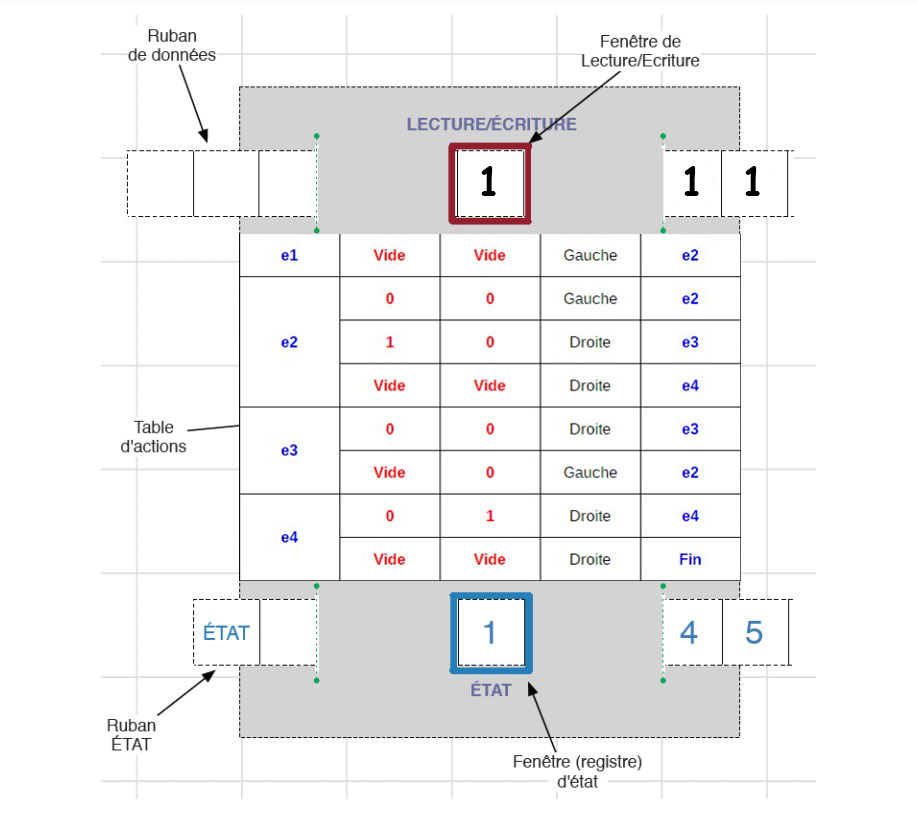 Ruban
de données
Fenêtre de
Lecture/Ecriture
LECTURE/ÉCRITURE
1 1 1
e1 Vide Vide Gauche e2
0 0 Gauche e2
e2 1 0 Droite e3
Vide Vide Droite e4
Table
d'actions
e3
0 0 Droite e3
Vide 0 Gauche e2
e4
0 1 Droite e4
Vide Vide Droite Fin
ÉTAT 1 4 5
ÉTAT
Ruban
ÉTAT
Fenêtre (registre)
d'état